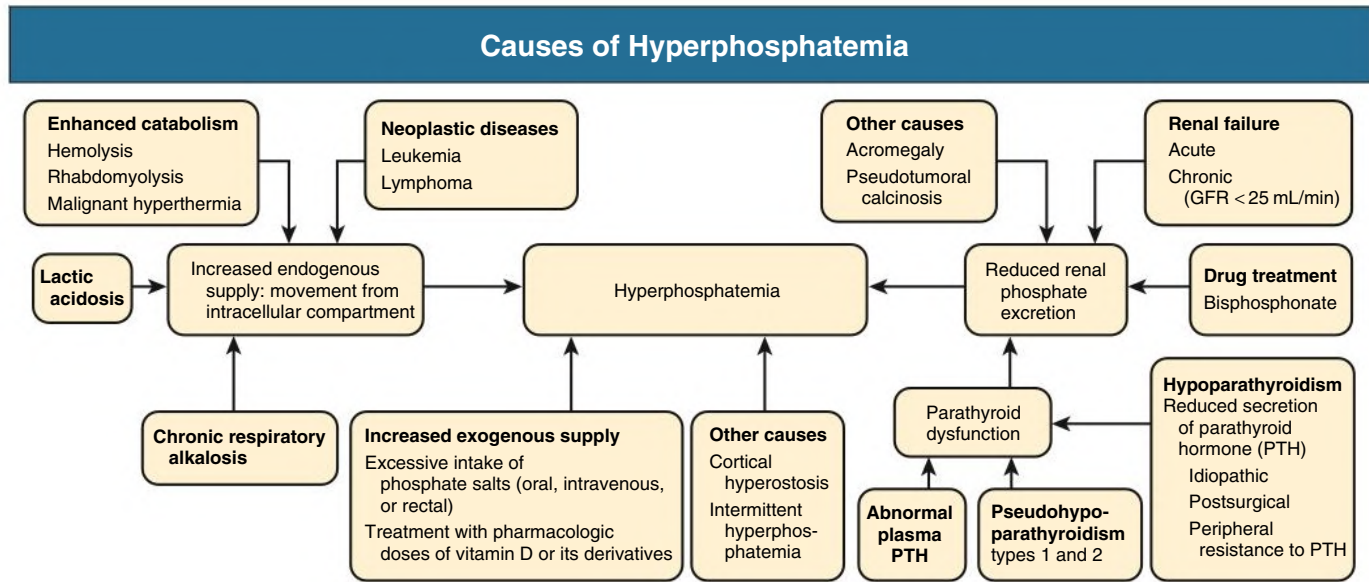 Causes of Hyperphosphatemia
Enhanced catabolism
Hemolysis
Rhabdomyolysis
Malignant hyperthermia
Neoplastic diseases
Leukemia
Lymphoma
Other causes
Acromegaly
Pseudotumoral
calcinosis
Renal failure
Acute
Chronic
(GFR < 25 mL/min)
Lactic
acidosis
Increased endogenous
supply: movement from
intracellular compartment
Hyperphosphatemia
Reduced renal
phosphate
excretion
Drug treatment
Bisphosphonate
Chronic respiratory
alkalosis
Increased exogenous supply
Excessive intake of
phosphate salts (oral, intravenous,
or rectal)
Treatment with pharmacologic
doses of vitamin D or its derivatives
Other causes
Cortical
hyperostosis
Intermittent
hyperphos-
phatemia
Parathyroid
dysfunction
Abnormal
plasma
PTH
Pseudohypo-
parathyroidism
types 1 and 2
Hypoparathyroidism
Reduced secretion
of parathyroid
hormone (PTH)
Idiopathic
Postsurgical
Peripheral
resistance to PTH